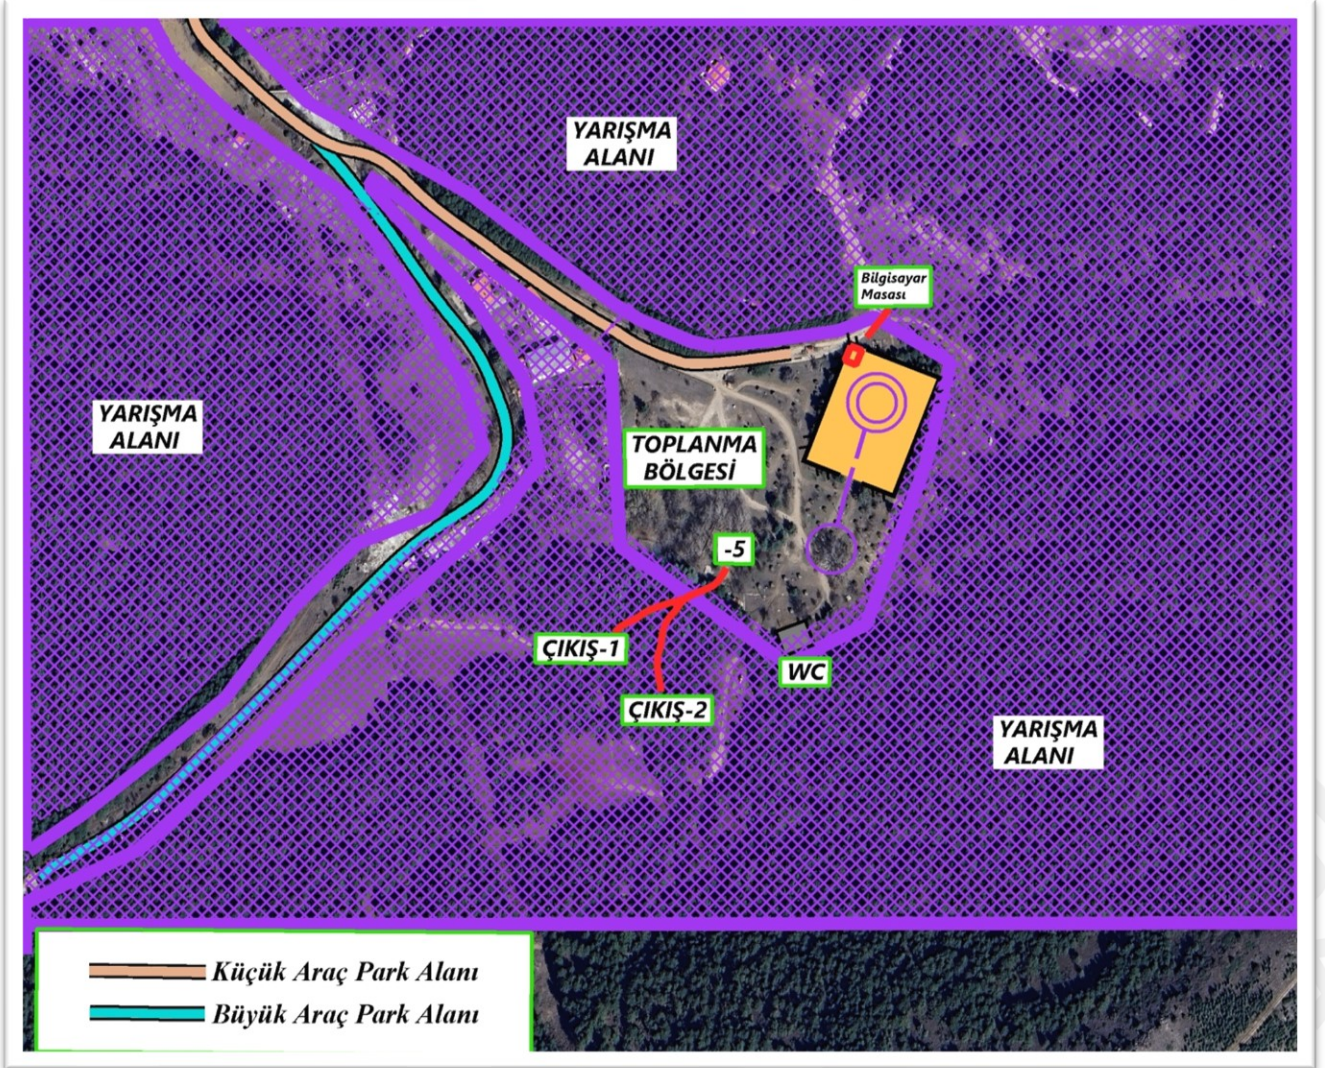 YARIŞMA
ALANI
Bilgisayar
Masası
YARIŞMA
ALANI
TOPLANMA
BÖLGESİ
-5
ÇIKIŞ-1
WC
ÇIKIŞ-2
YARIŞMA
ALANI
Küçük Araç Park Alanı
Büyük Araç Park Alanı